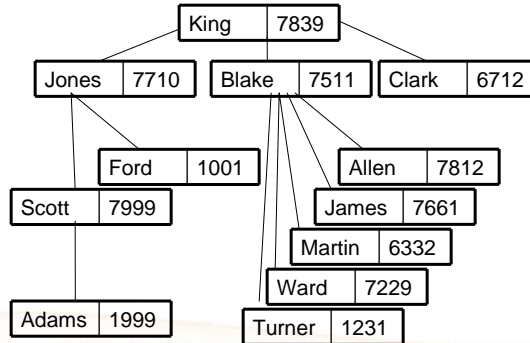 King 7839
Jones 7710 Blake 7511 Clark 6712
Ford 1001 Allen 7812
Scott 7999 James 7661
Martin 6332
Ward 7229
Adams 1999 Turner 1231